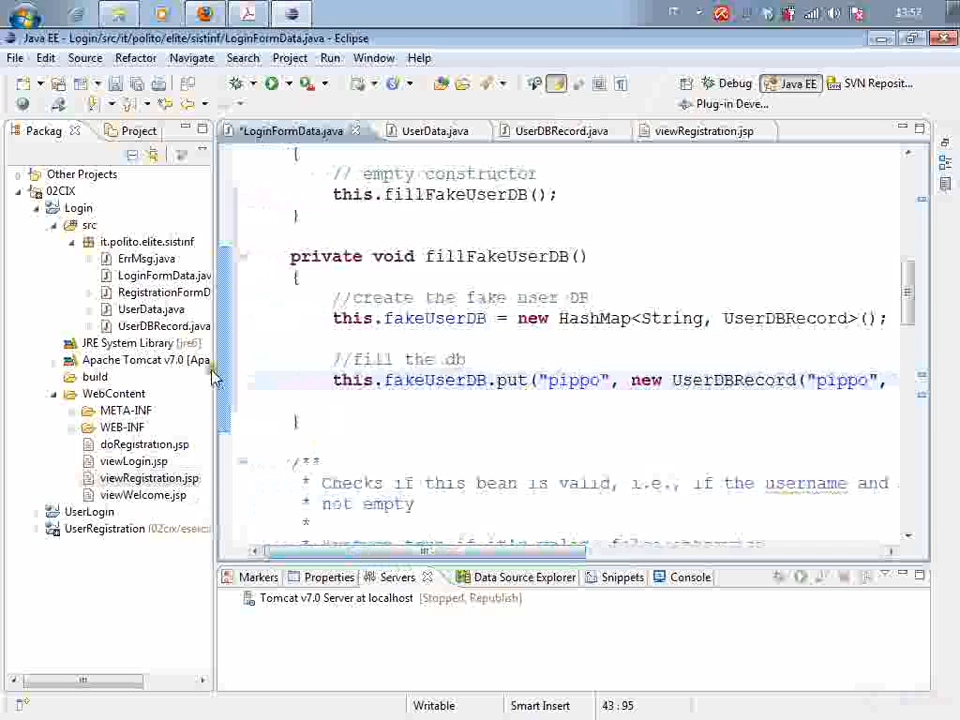 IT
13:57
Java EE - Login/src/it/polito/elite/sistinf/LoginFormData.java - Eclipse
File Edit Source Refactor Navigate Search Project Run Window Help
Debug Java EE SVN Reposit...
Plug-in Deve...
Packag Project
*LoginFormData.java UserData.java UserDBRecord.java viewRegistration.jsp
Other Projects
02CIX
Login
src
it.polito.elite.sistinf
ErrMsg.java
LoginFormData.jav
RegistrationFormD
UserData.java
UserDBRecord.java
JRE System Library [jre6]
Apache Tomcat v7.0 [Apa
build
WebContent
META-INF
WEB-INF
doRegistration.jsp
viewLogin.jsp
viewRegistration.jsp
viewWelcome.jsp
UserLogin
UserRegistration
{
// empty constructor
this.fillFakeUserDB();
}
private void fillFakeUserDB()
{
//create the fake user DB
this.fakeUserDB = new HashMap<String, UserDBRecord>();
//fill the db
this.fakeUserDB.put("pippo", new UserDBRecord("pippo",
}
/**
* Checks if this bean is valid, i.e., if the username and
* not empty
*
Markers Properties Servers Data Source Explorer Snippets Console
Tomcat v7.0 Server at localhost [Stopped, Republish]
Writable Smart Insert 43 : 95